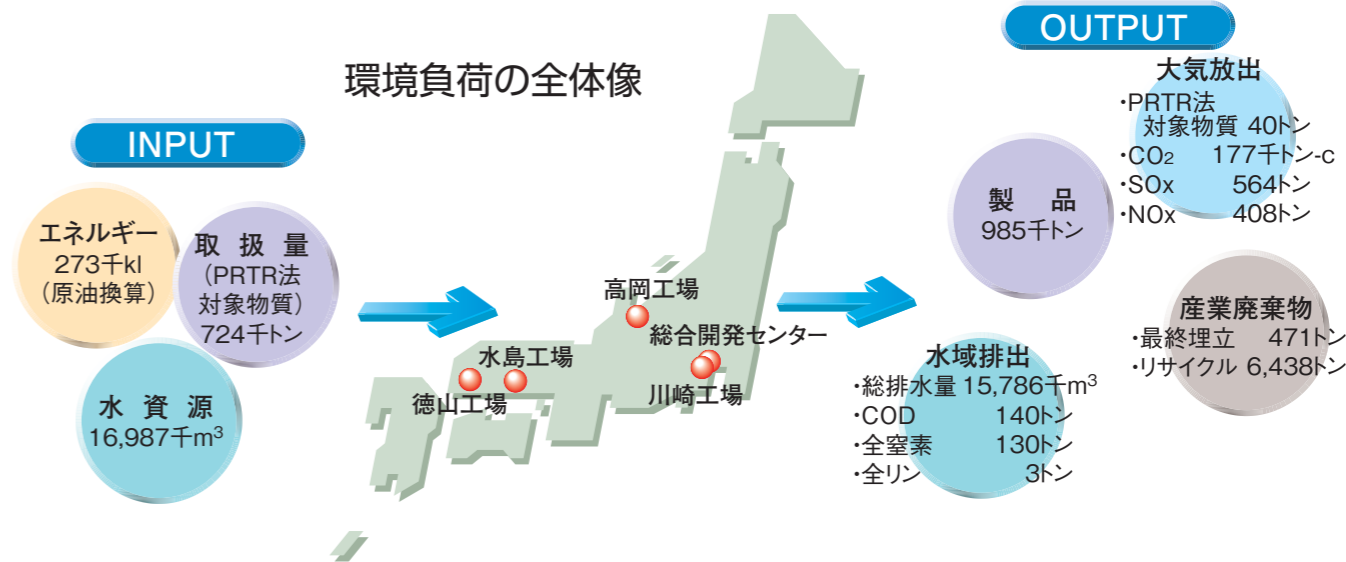 環境負荷の全体像
INPUT
エネルギー
273千kl
（原油換算）
取扱量
（PRTR法
対象物質）
724千トン
水資源
16,987千m³
高岡工場
総合開発センター
水島工場
徳山工場
川崎工場
OUTPUT
大気放出
・PRTR法
対象物質 40トン
・CO₂ 177千トン-c
・SOx 564トン
・NOx 408トン
製品
985千トン
産業廃棄物
・最終埋立 471トン
・リサイクル 6,438トン
水域排出
・総排水量 15,786千m³
・COD 140トン
・全窒素 130トン
・全リン 3トン